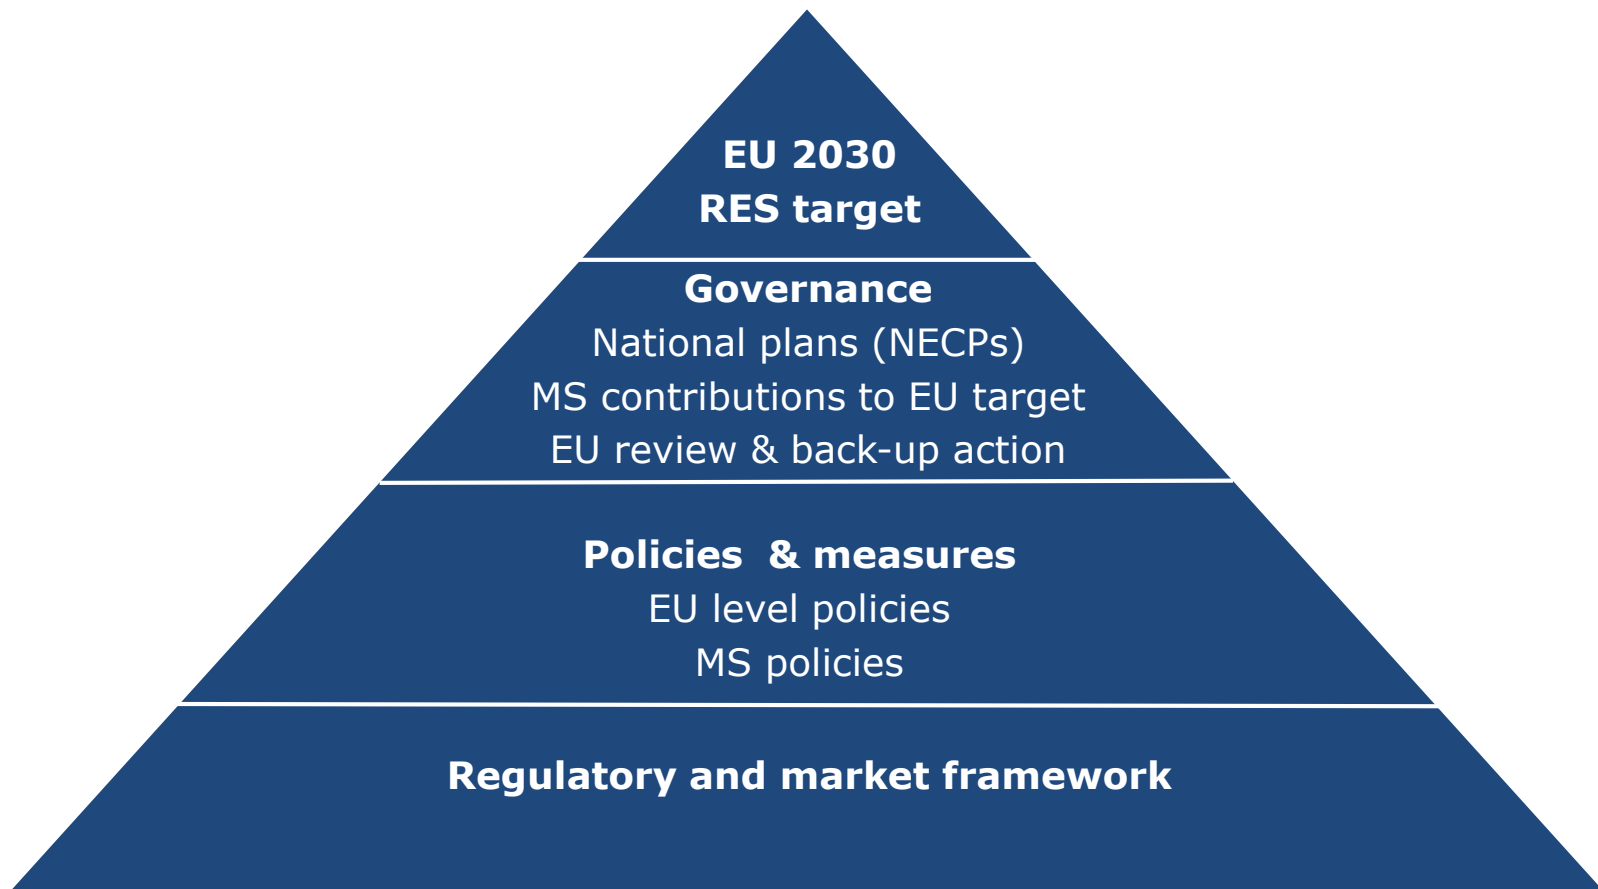 EU 2030
RES target
Governance
National plans (NECPs)
MS contributions to EU target
EU review & back-up action
Policies  & measures
EU level policies
MS policies
Regulatory and market framework